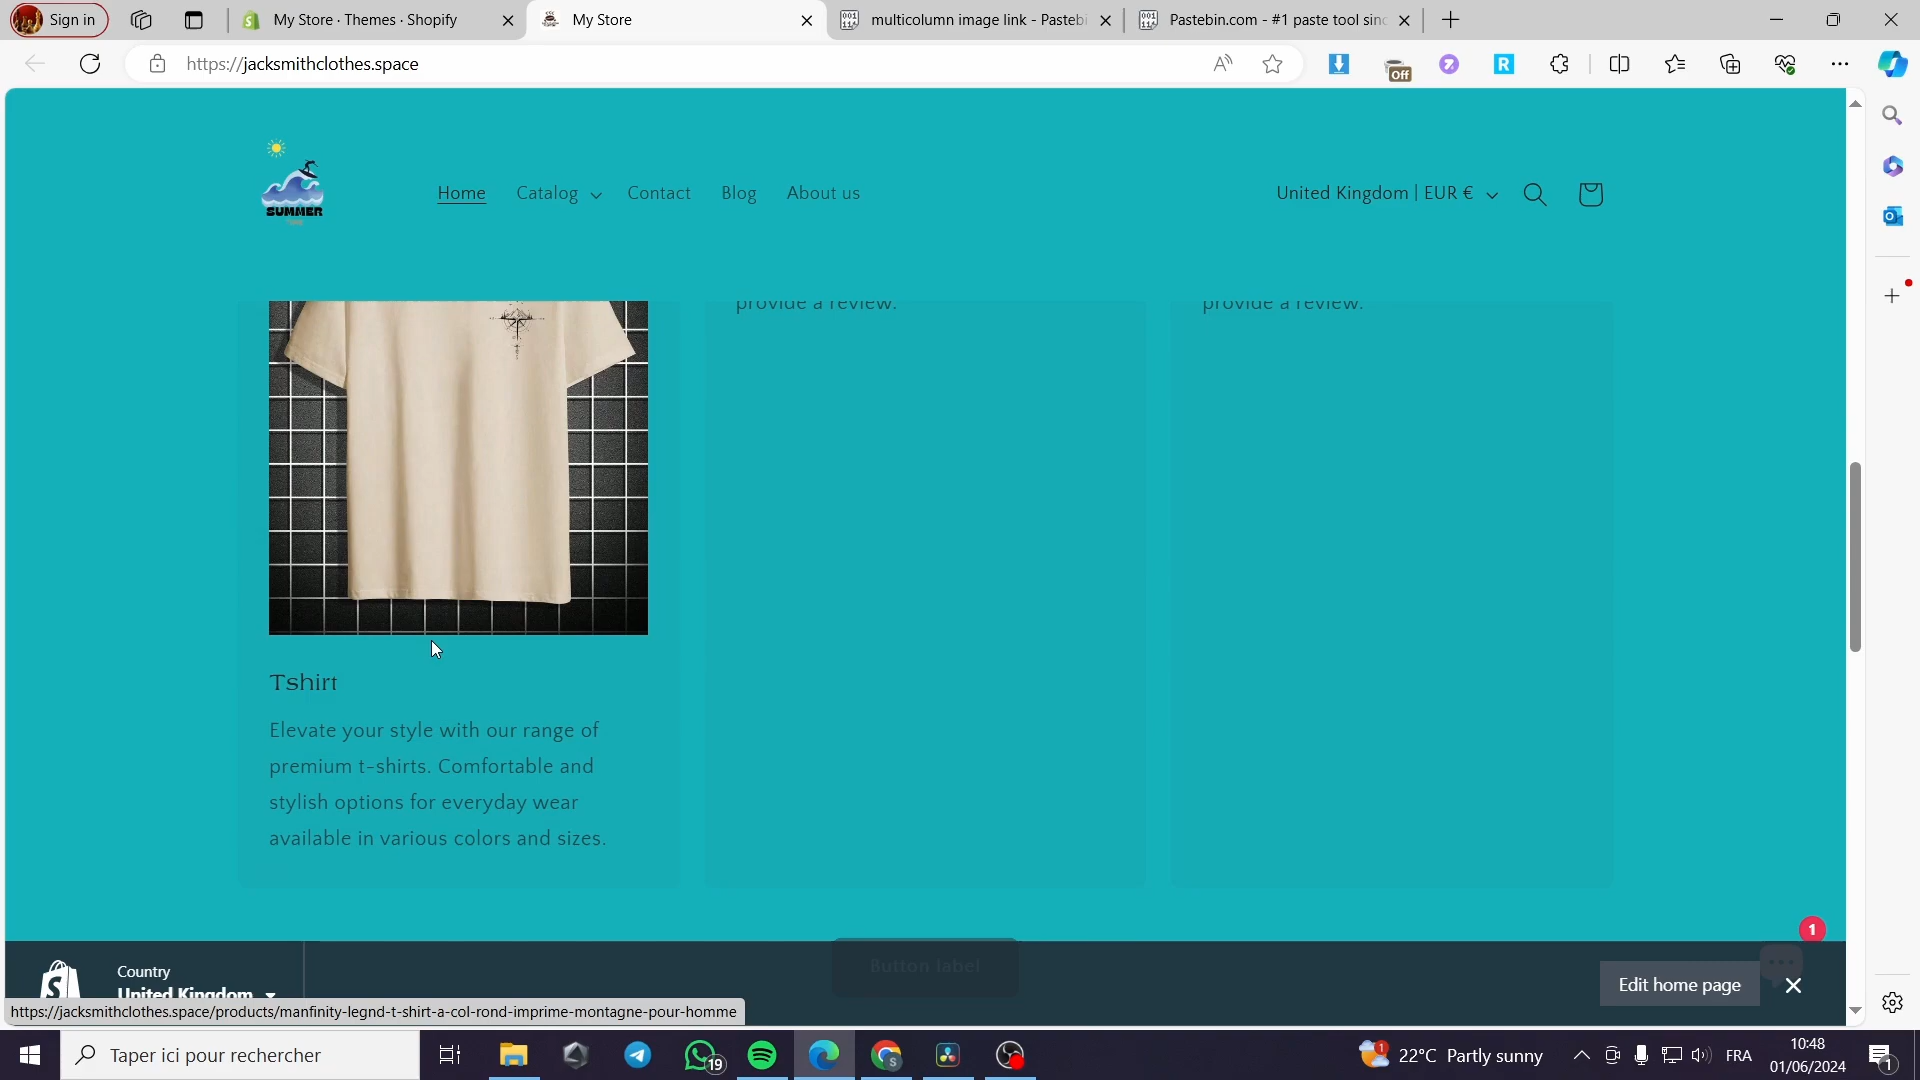 Sign in
My Store · Themes · Shopify
My Store
multicolumn image link - Pastebi
Pastebin.com - #1 paste tool sinc
https://jacksmithclothes.space
Off
SUMMER
Home
Catalog
Contact
Blog
About us
United Kingdom | EUR €
provide a review.
provide a review.
Tshirt
Elevate your style with our range of
premium t-shirts. Comfortable and
stylish options for everyday wear
available in various colors and sizes.
1
Button label
Country
United Kingdom
Edit home page
https://jacksmithclothes.space/products/manfinity-legnd-t-shirt-a-col-rond-imprime-montagne-pour-homme
Taper ici pour rechercher
19
22°C Partly sunny
FRA
10:48
01/06/2024
1